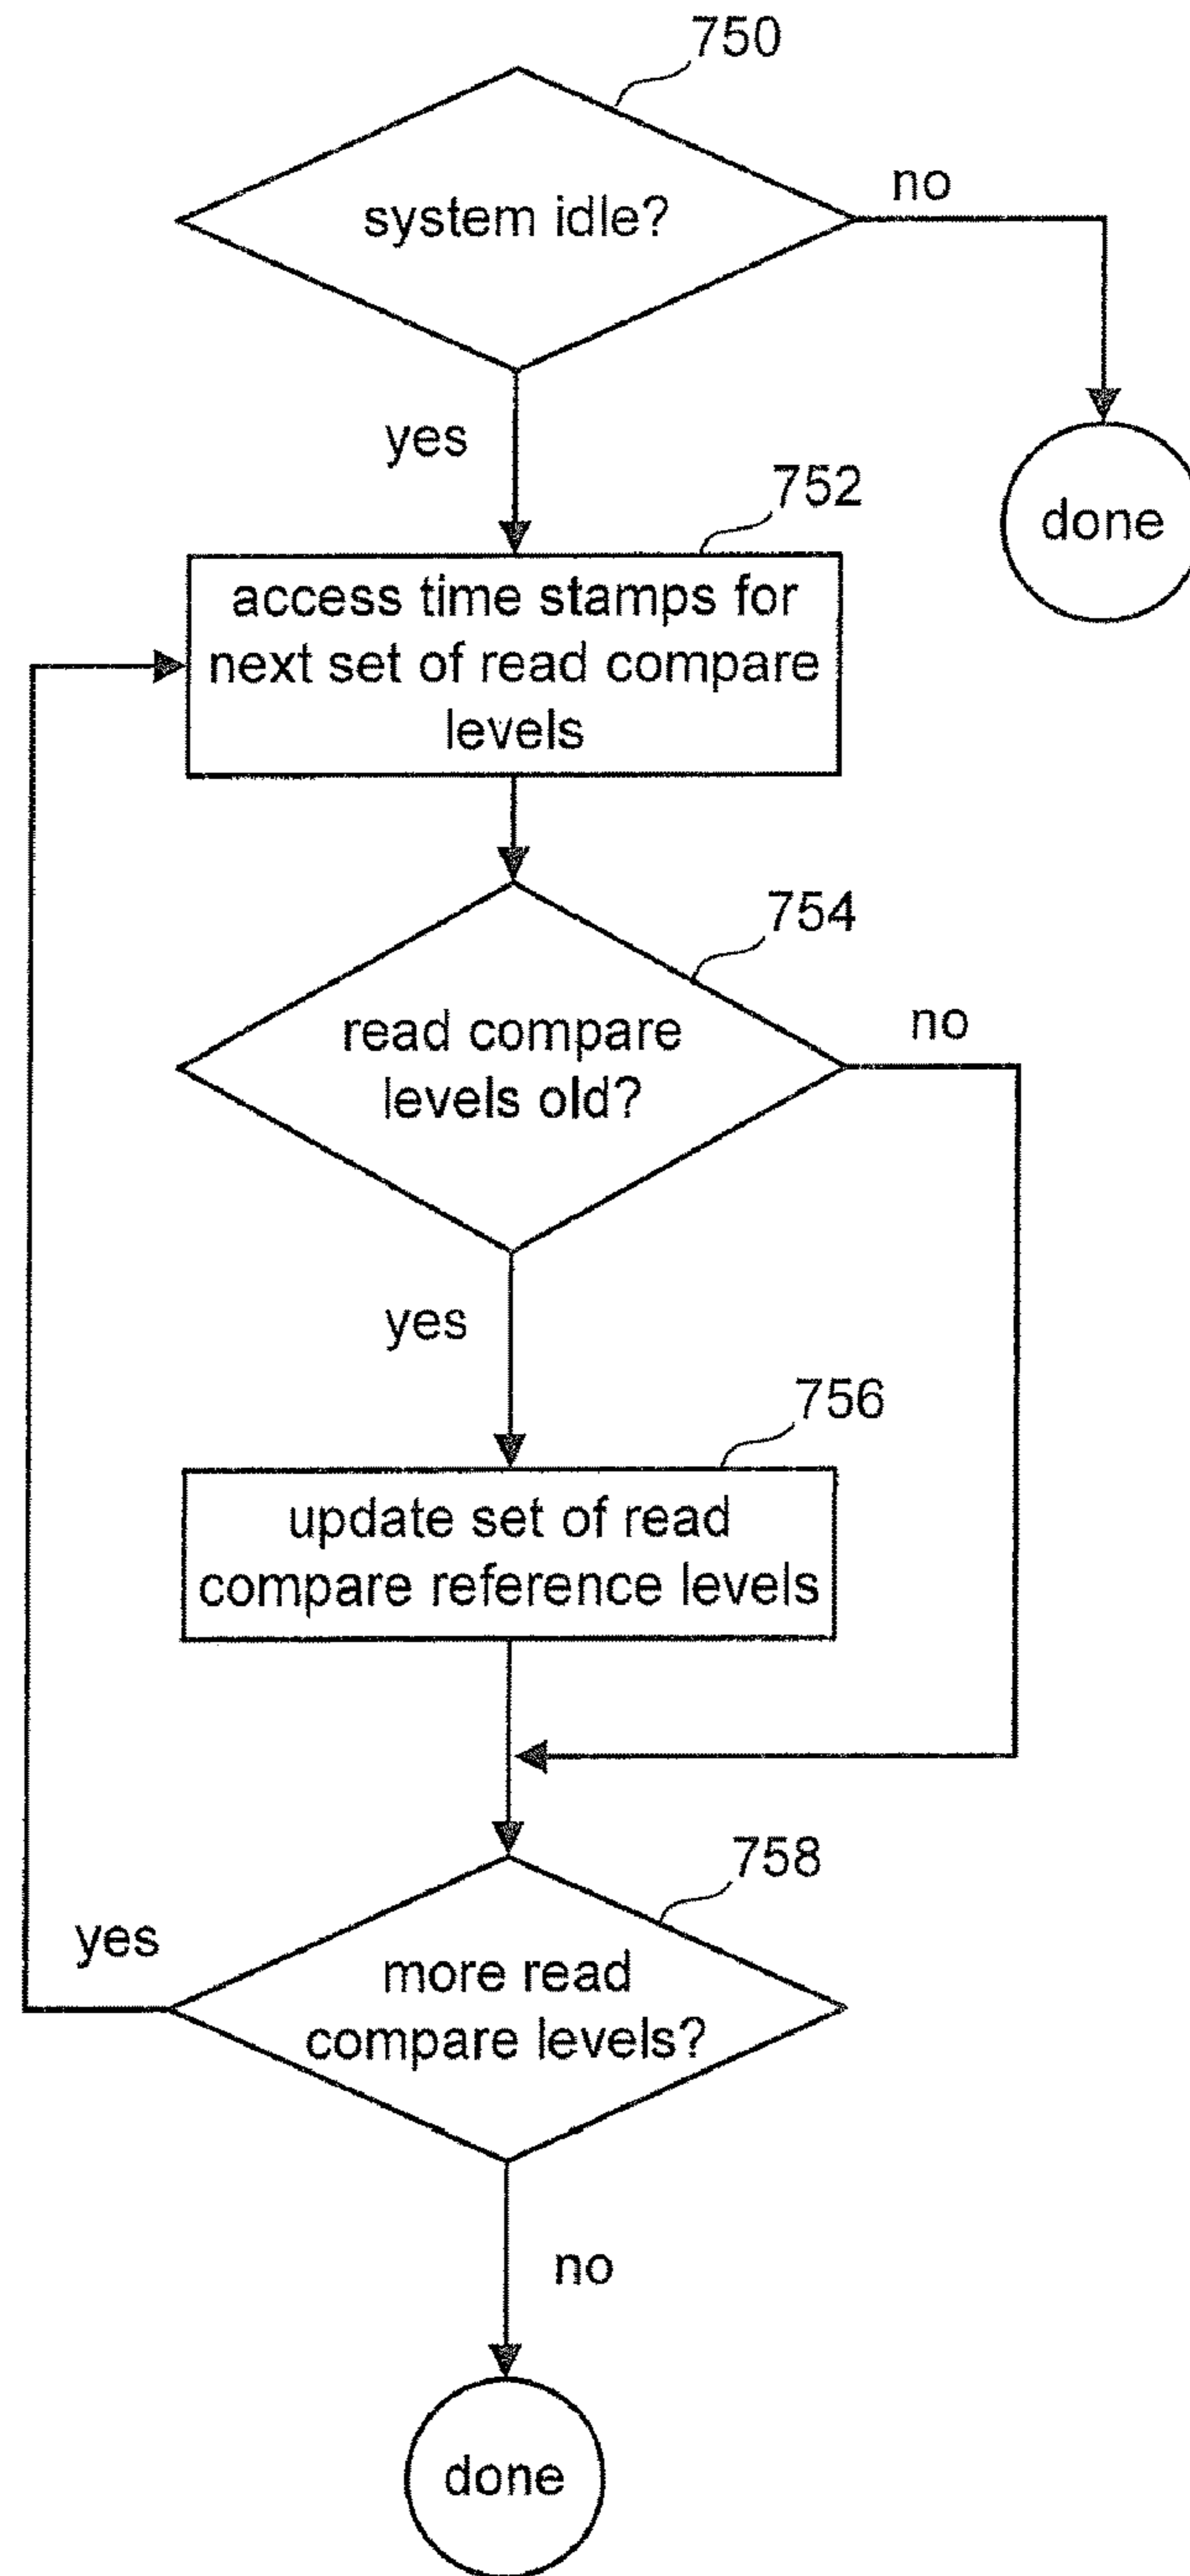 750
system idle?
no
yes
done
752
access time stamps for
next set of read compare
levels
754
read compare
levels old?
no
yes
756
update set of read
compare reference levels
758
yes
more read
compare levels?
no
done